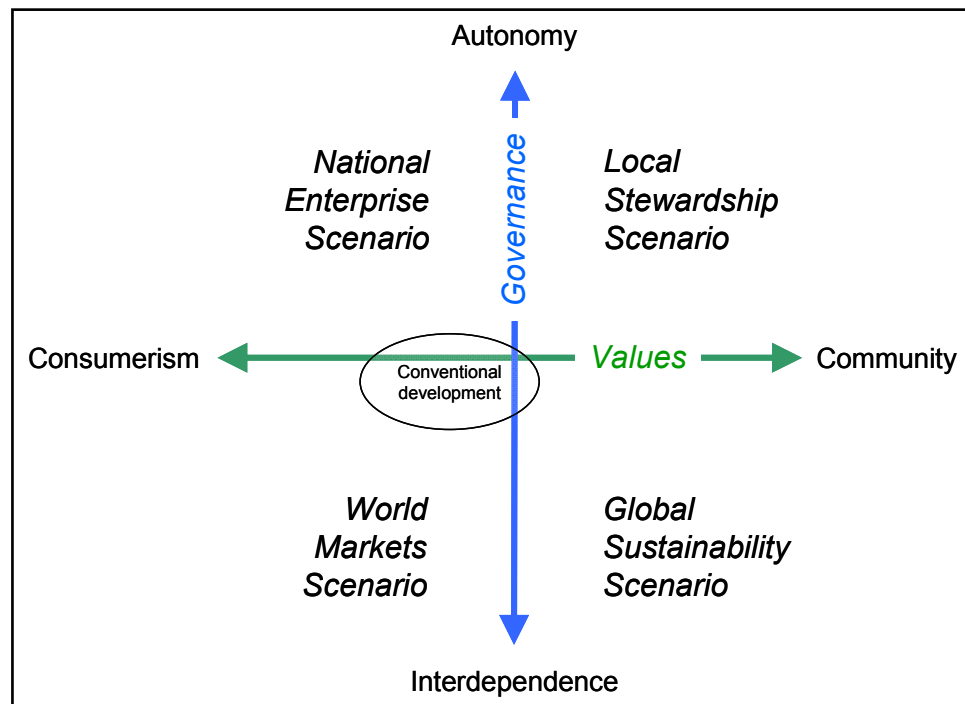 Autonomy
National
Enterprise
Scenario
Governance
Local
Stewardship
Scenario
Consumerism
Values
Community
Conventional
development
World
Markets
Scenario
Global
Sustainability
Scenario
Interdependence